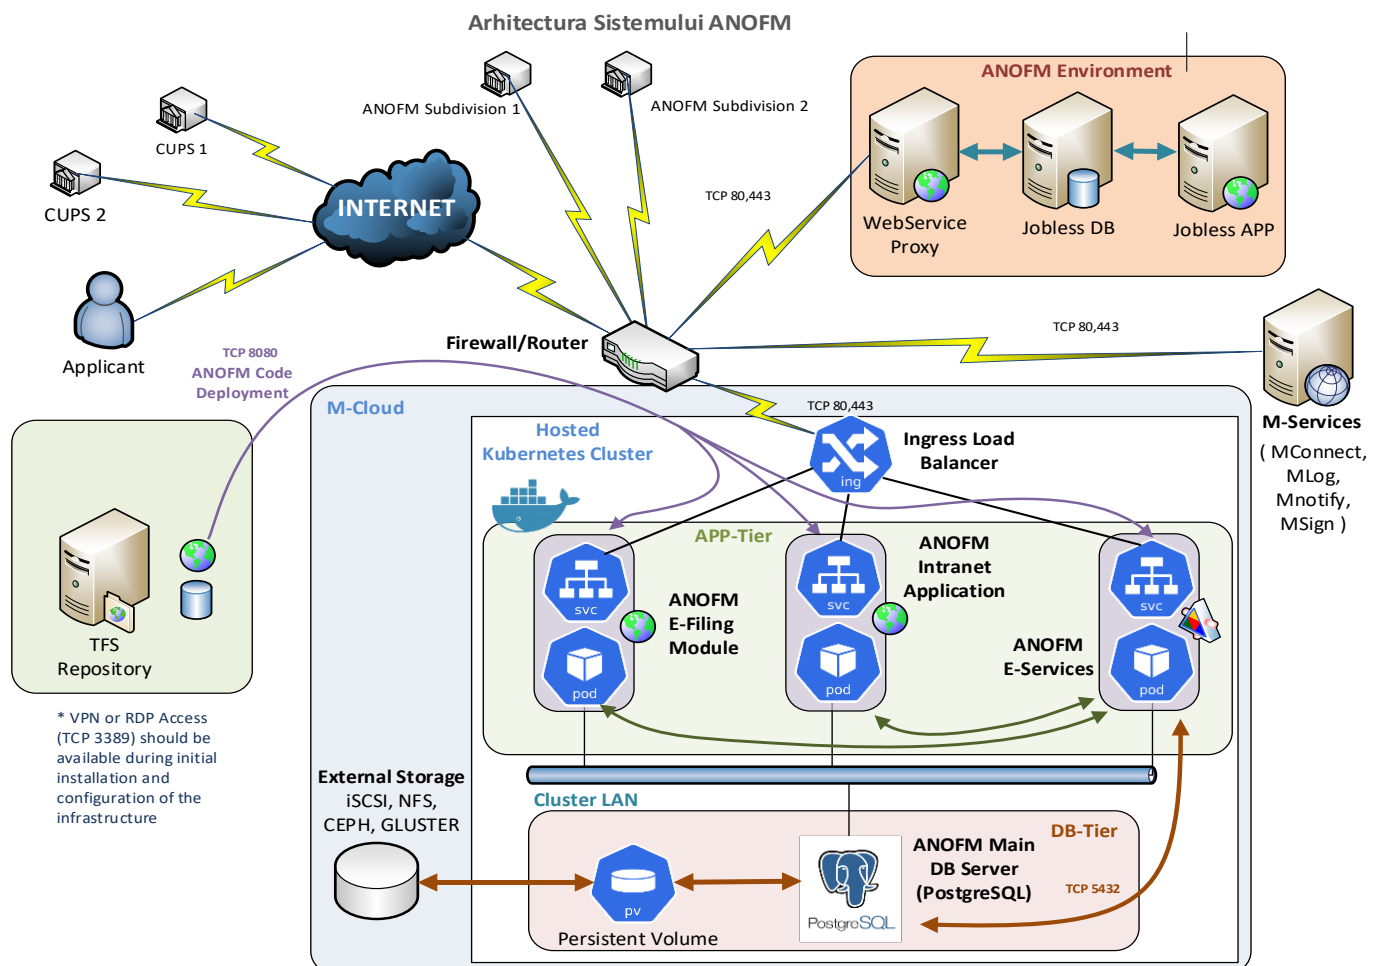 Arhitectura Sistemului ANOFM
ANOFM Subdivision 1
ANOFM Subdivision 2
CUPS 1
CUPS 2
INTERNET
Applicant
ANOFM Environment
WebService
Proxy
Jobless DB
Jobless APP
TCP 80,443
TCP 80,443
Firewall/Router
TCP 8080
ANOFM Code
Deployment
M-Services
( MConnect,
MLog,
Mnotify,
MSign )
M-Cloud
TCP 80,443
Hosted
Kubernetes Cluster
Ingress Load
Balancer
ing
APP-Tier
svc
pod
ANOFM
E-Filing
Module
svc
pod
ANOFM
Intranet
Application
ANOFM
E-Services
svc
pod
TFS
Repository
* VPN or RDP Access
(TCP 3389) should be
available during initial
installation and
configuration of the
infrastructure
External Storage
iSCSI, NFS,
CEPH, GLUSTER
Cluster LAN
DB-Tier
pv
Persistent Volume
PostgreSQL
ANOFM Main
DB Server
(PostgreSQL)
TCP 5432